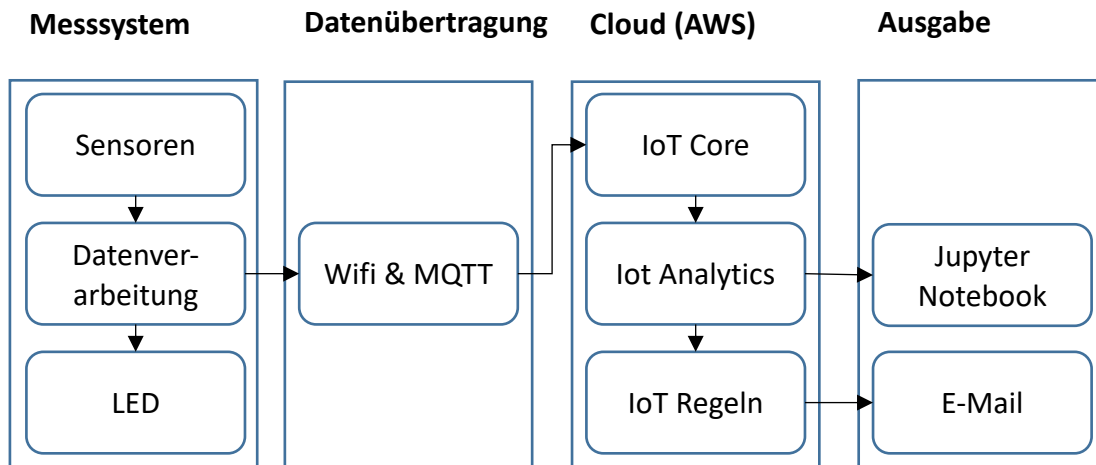 Messsystem
Datenübertragung
Cloud (AWS)
Ausgabe
Sensoren
Datenver-
arbeitung
LED
Wifi & MQTT
IoT Core
Iot Analytics
IoT Regeln
Jupyter
Notebook
E-Mail